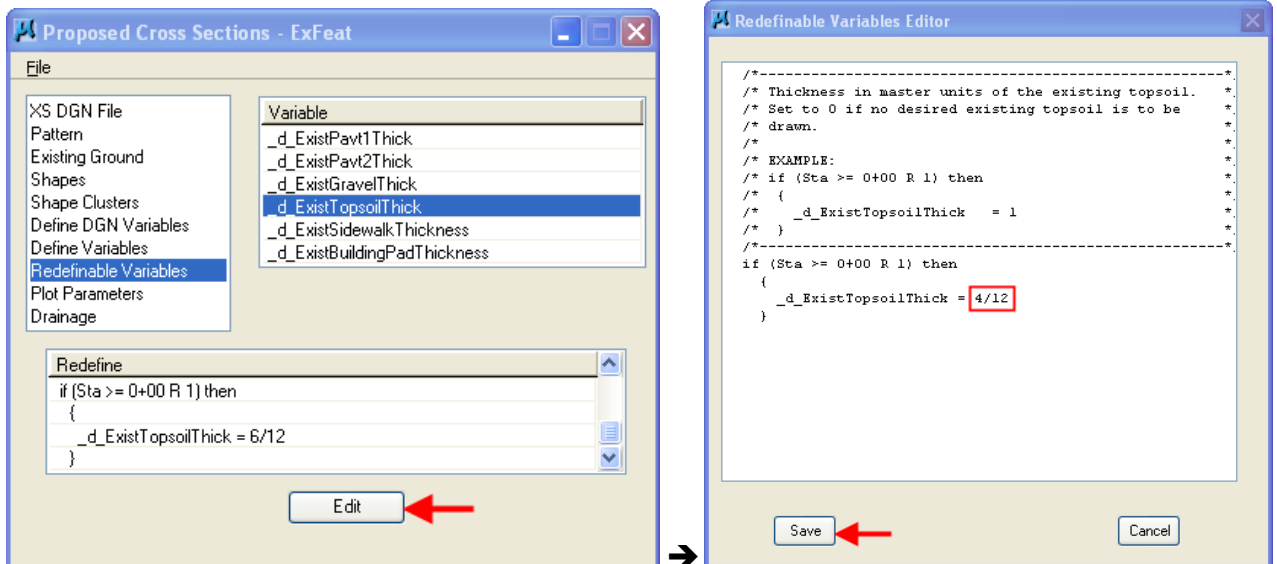 Proposed Cross Sections - ExFeat
File
XS DGN File
Pattern
Existing Ground
Shapes
Shape Clusters
Define DGN Variables
Define Variables
Redefinable Variables
Plot Parameters
Drainage
Variable
_d_ExistPavt1Thick
_d_ExistPavt2Thick
_d_ExistGravelThick
_d_ExistTopsoilThick
_d_ExistSidewalkThickness
_d_ExistBuildingPadThickness
Redefine
if (Sta >= 0+00 R 1) then
{
_d_ExistTopsoilThick = 6/12
}
Edit
Redefinable Variables Editor
/*------------------------------------------------------*
/* Thickness in master units of the existing topsoil. *
/* Set to 0 if no desired existing topsoil is to be *
/* drawn. *
/* *
/* EXAMPLE: *
/* if (Sta >= 0+00 R 1) then *
/* { *
/* _d_ExistTopsoilThick = 1 *
/* } *
/*------------------------------------------------------*
if (Sta >= 0+00 R 1) then
{
_d_ExistTopsoilThick = 4/12
}
Save
Cancel